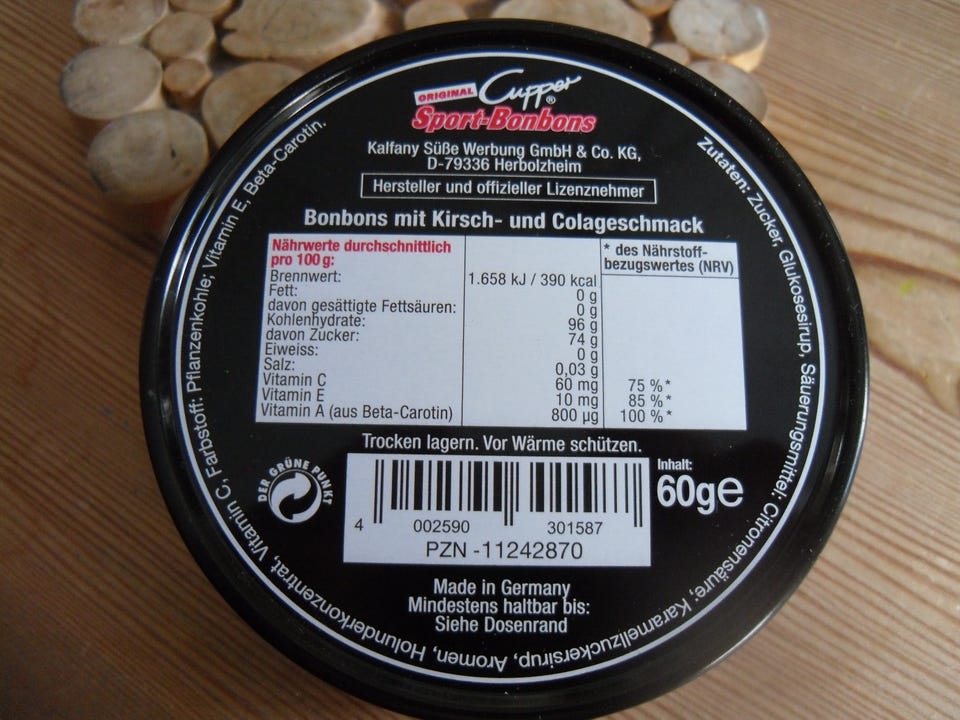 ORIGINAL Cupper®
Sport-Bonbons
Kalfany Süße Werbung GmbH & Co. KG,
D-79336 Herbolzheim
Hersteller und offizieller Lizenznehmer
Bonbons mit Kirsch- und Colageschmack
Nährwerte durchschnittlich
pro 100 g:
* des Nährstoff-
bezugswertes (NRV)
Brennwert: 1.658 kJ / 390 kcal
Fett: 0 g
davon gesättigte Fettsäuren: 0 g
Kohlenhydrate: 96 g
davon Zucker: 74 g
Eiweiss: 0 g
Salz: 0,03 g
Vitamin C 60 mg 75 %*
Vitamin E 10 mg 85 %*
Vitamin A (aus Beta-Carotin) 800 µg 100 %*
Trocken lagern. Vor Wärme schützen.
DER GRÜNE PUNKT
4 002590 301587
PZN -11242870
Inhalt:
60g e
Made in Germany
Mindestens haltbar bis:
Siehe Dosenrand
Zutaten: Zucker, Glukosesirup, Säuerungsmittel: Citronensäure; Karamellzuckersirup, Aromen, Holunderkonzentrat, Vitamin C, Farbstoff: Pflanzenkohle; Vitamin E, Beta-Carotin.